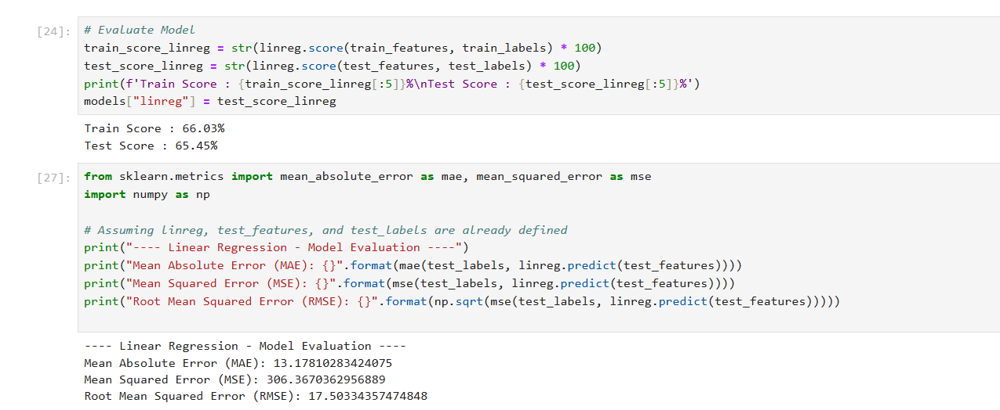 [24]:
# Evaluate Model
train_score_linreg = str(linreg.score(train_features, train_labels) * 100)
test_score_linreg = str(linreg.score(test_features, test_labels) * 100)
print(f'Train Score : {train_score_linreg[:5]}%\nTest Score : {test_score_linreg[:5]}%')
models["linreg"] = test_score_linreg
Train Score : 66.03%
Test Score : 65.45%
[27]:
from sklearn.metrics import mean_absolute_error as mae, mean_squared_error as mse
import numpy as np
# Assuming linreg, test_features, and test_labels are already defined
print("---- Linear Regression - Model Evaluation ----")
print("Mean Absolute Error (MAE): {}".format(mae(test_labels, linreg.predict(test_features))))
print("Mean Squared Error (MSE): {}".format(mse(test_labels, linreg.predict(test_features))))
print("Root Mean Squared Error (RMSE): {}".format(np.sqrt(mse(test_labels, linreg.predict(test_features)))))
---- Linear Regression - Model Evaluation ----
Mean Absolute Error (MAE): 13.17810283424075
Mean Squared Error (MSE): 306.3670362956889
Root Mean Squared Error (RMSE): 17.50334357474848